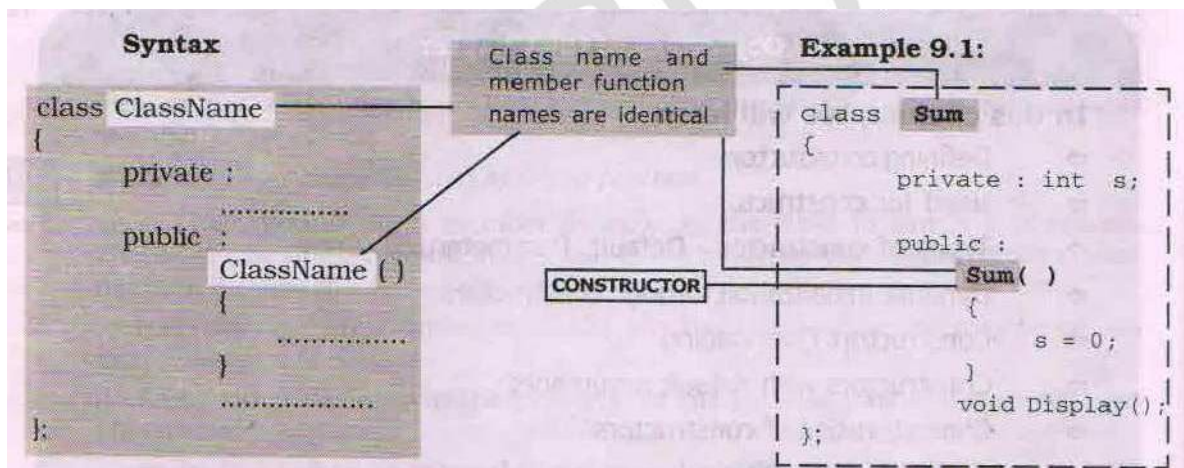 Syntax
class ClassName
{
private :
................
public :
ClassName ( )
{
................
}
...................
};
Class name and
member function
names are identical
CONSTRUCTOR
Example 9.1:
class Sum
{
private : int s;
public :
Sum( )
{
s = 0;
}
void Display();
};